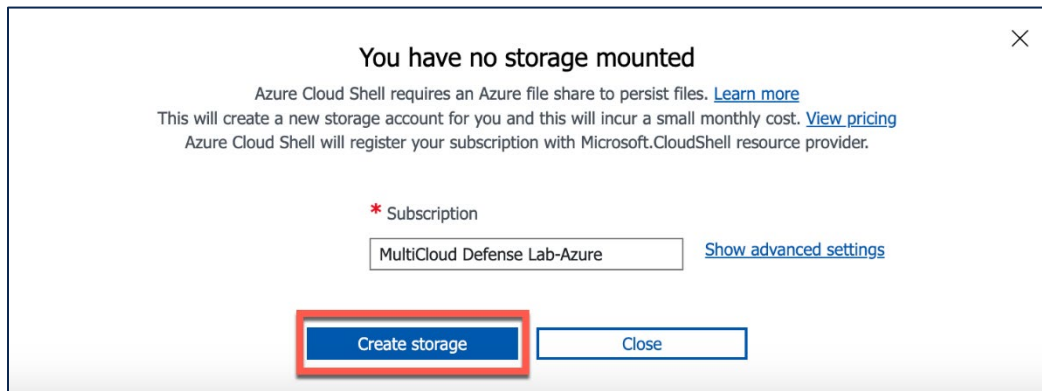 You have no storage mounted
Azure Cloud Shell requires an Azure file share to persist files. Learn more
This will create a new storage account for you and this will incur a small monthly cost. View pricing
Azure Cloud Shell will register your subscription with Microsoft.CloudShell resource provider.
* Subscription
MultiCloud Defense Lab-Azure
Show advanced settings
Create storage
Close